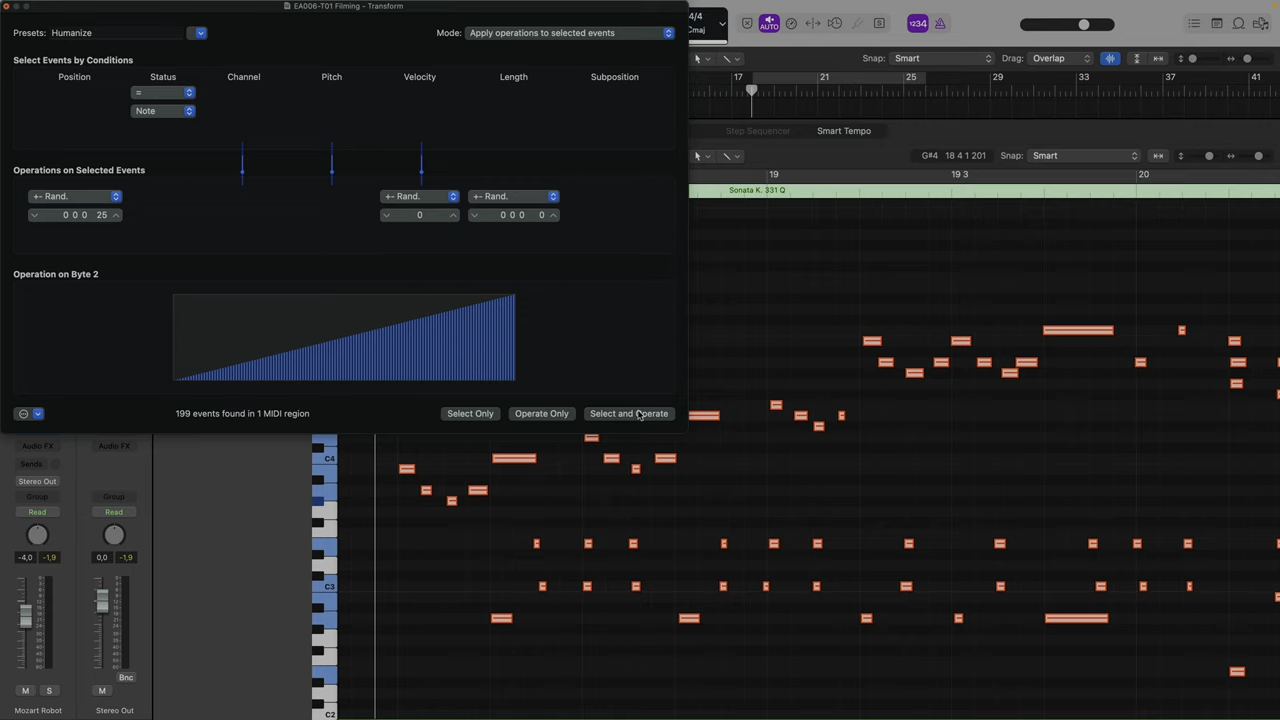 EA006-T01 Filming - Transform
Presets: Humanize
Mode: Apply operations to selected events
Select Events by Conditions
Position Status Channel Pitch Velocity Length Subposition
=
Note
Operations on Selected Events
+- Rand. +- Rand. +- Rand.
0 0 0 25 0 0 0 0 0
Operation on Byte 2
199 events found in 1 MIDI region
Select Only Operate Only Select and Operate
4/4
Cmaj
AUTO
1234
S
Snap: Smart Drag: Overlap
17 21 25 29 33 37 41
Step Sequencer Smart Tempo
G#4 18 4 1 201 Snap: Smart
19 19 3 20
Sonata K. 331 Q
Audio FX Audio FX
Sends
Stereo Out
Group Group
Read Read
-4,0 -1,9 0,0 -1,9
Bnc
M S M
Mozart Robot Stereo Out
C4
C3
C2